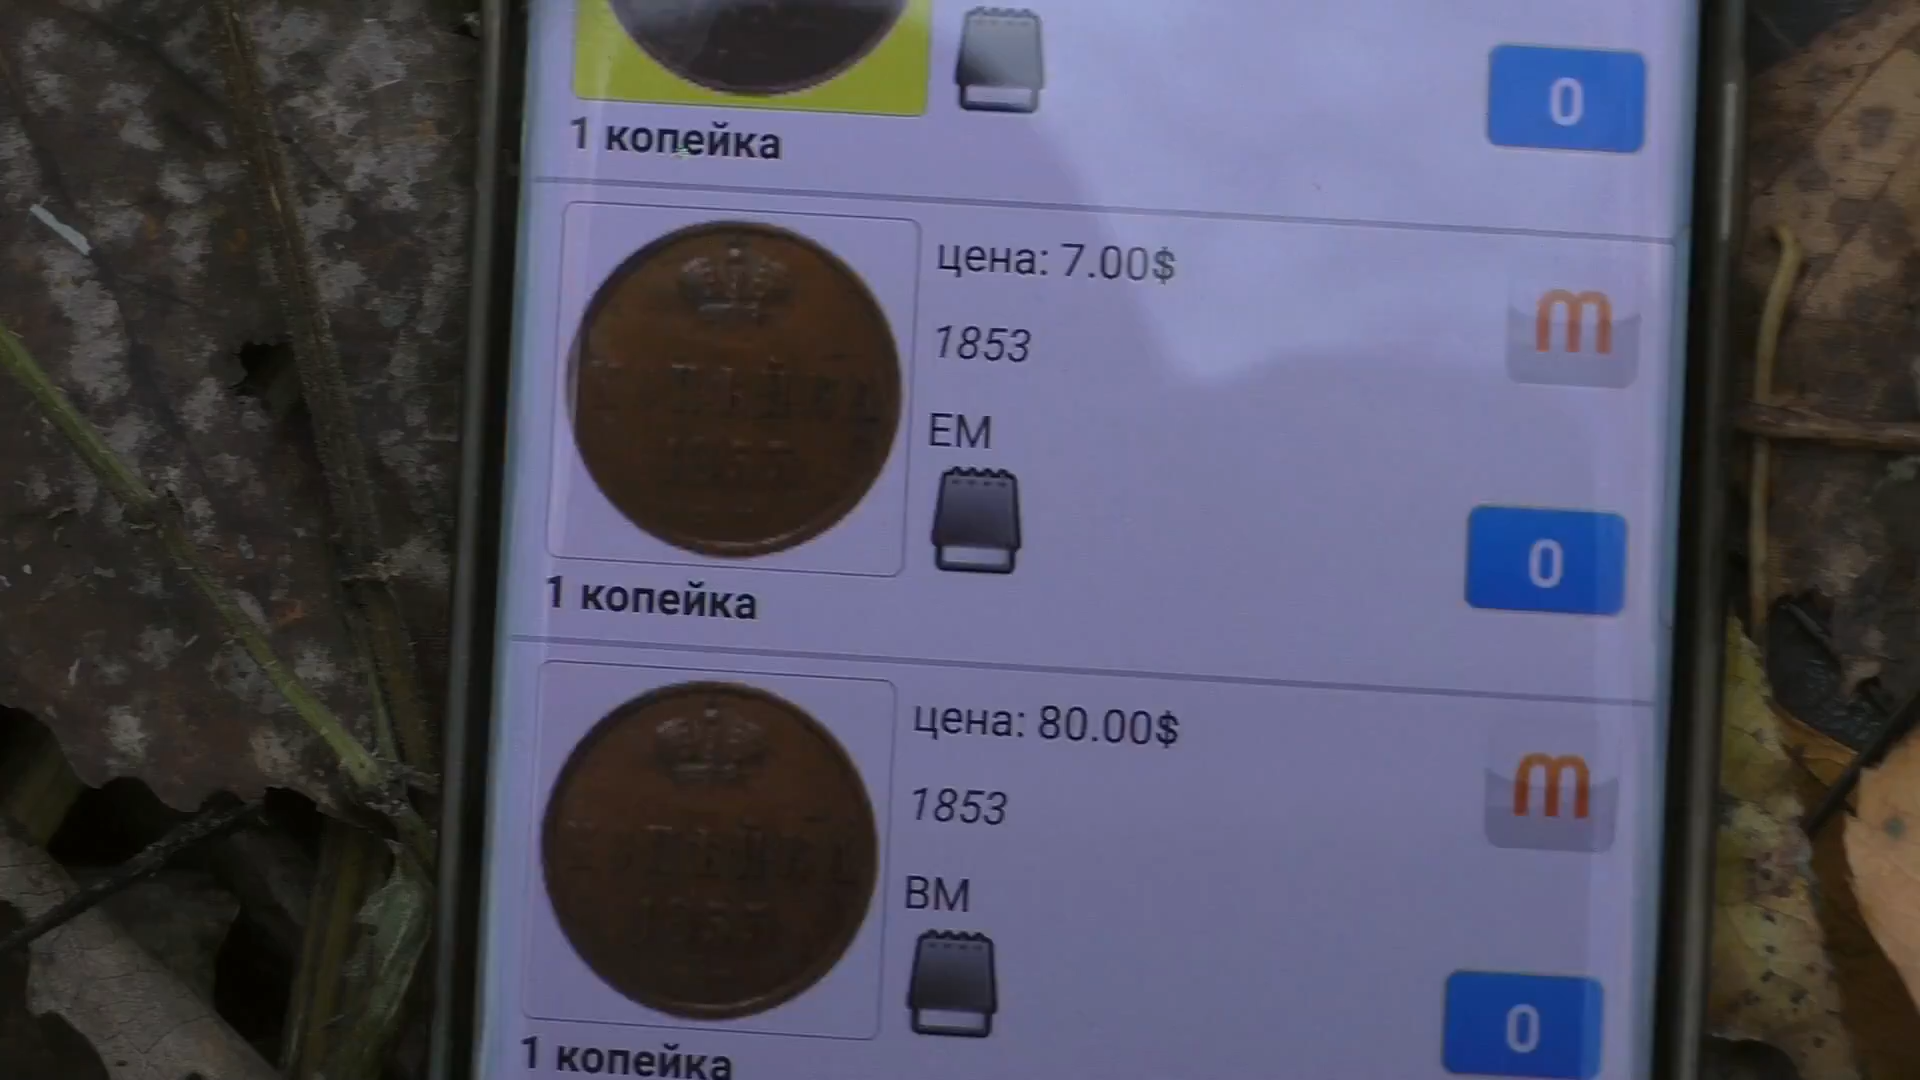 0
1 копейка
цена: 7.00$
1853
m
ЕМ
0
1 копейка
цена: 80.00$
1853
m
ВМ
0
1 копейка